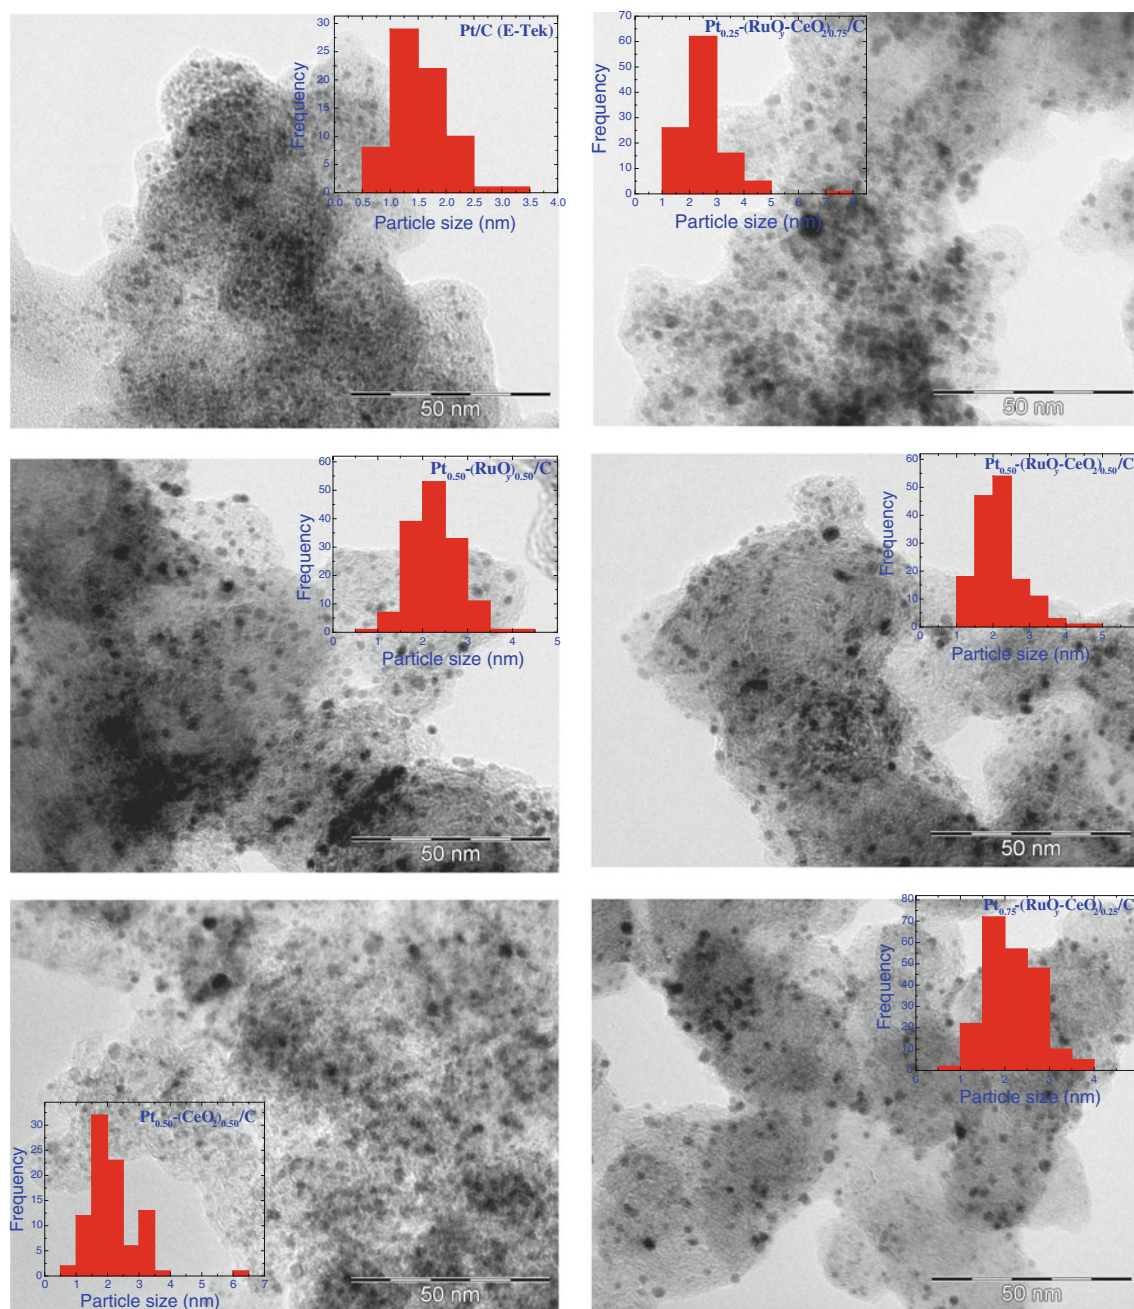 Pt/C (E-Tek)
30
25
20
15
10
5
0
Frequency
0.0 0.5 1.0 1.5 2.0 2.5 3.0 3.5 4.0
Particle size (nm)
50 nm
Pt0.25-(RuOy-CeO2)0.75/C
70
60
50
40
30
20
10
0
Frequency
0 1 2 3 4 5 6 7 8
Particle size (nm)
50 nm
Pt0.50-(RuOy)0.50/C
60
50
40
30
20
10
0
Frequency
0 1 2 3 4 5
Particle size (nm)
50 nm
Pt0.50-(RuOy-CeO2)0.50/C
60
50
40
30
20
10
0
Frequency
0 1 2 3 4 5
Particle size (nm)
50 nm
Pt0.50-(CeO2)0.50/C
30
25
20
15
10
5
0
Frequency
0 1 2 3 4 5 6 7
Particle size (nm)
50 nm
Pt0.75-(RuOy-CeO2)0.25/C
80
70
60
50
40
30
20
10
0
Frequency
0 1 2 3 4
Particle size (nm)
50 nm